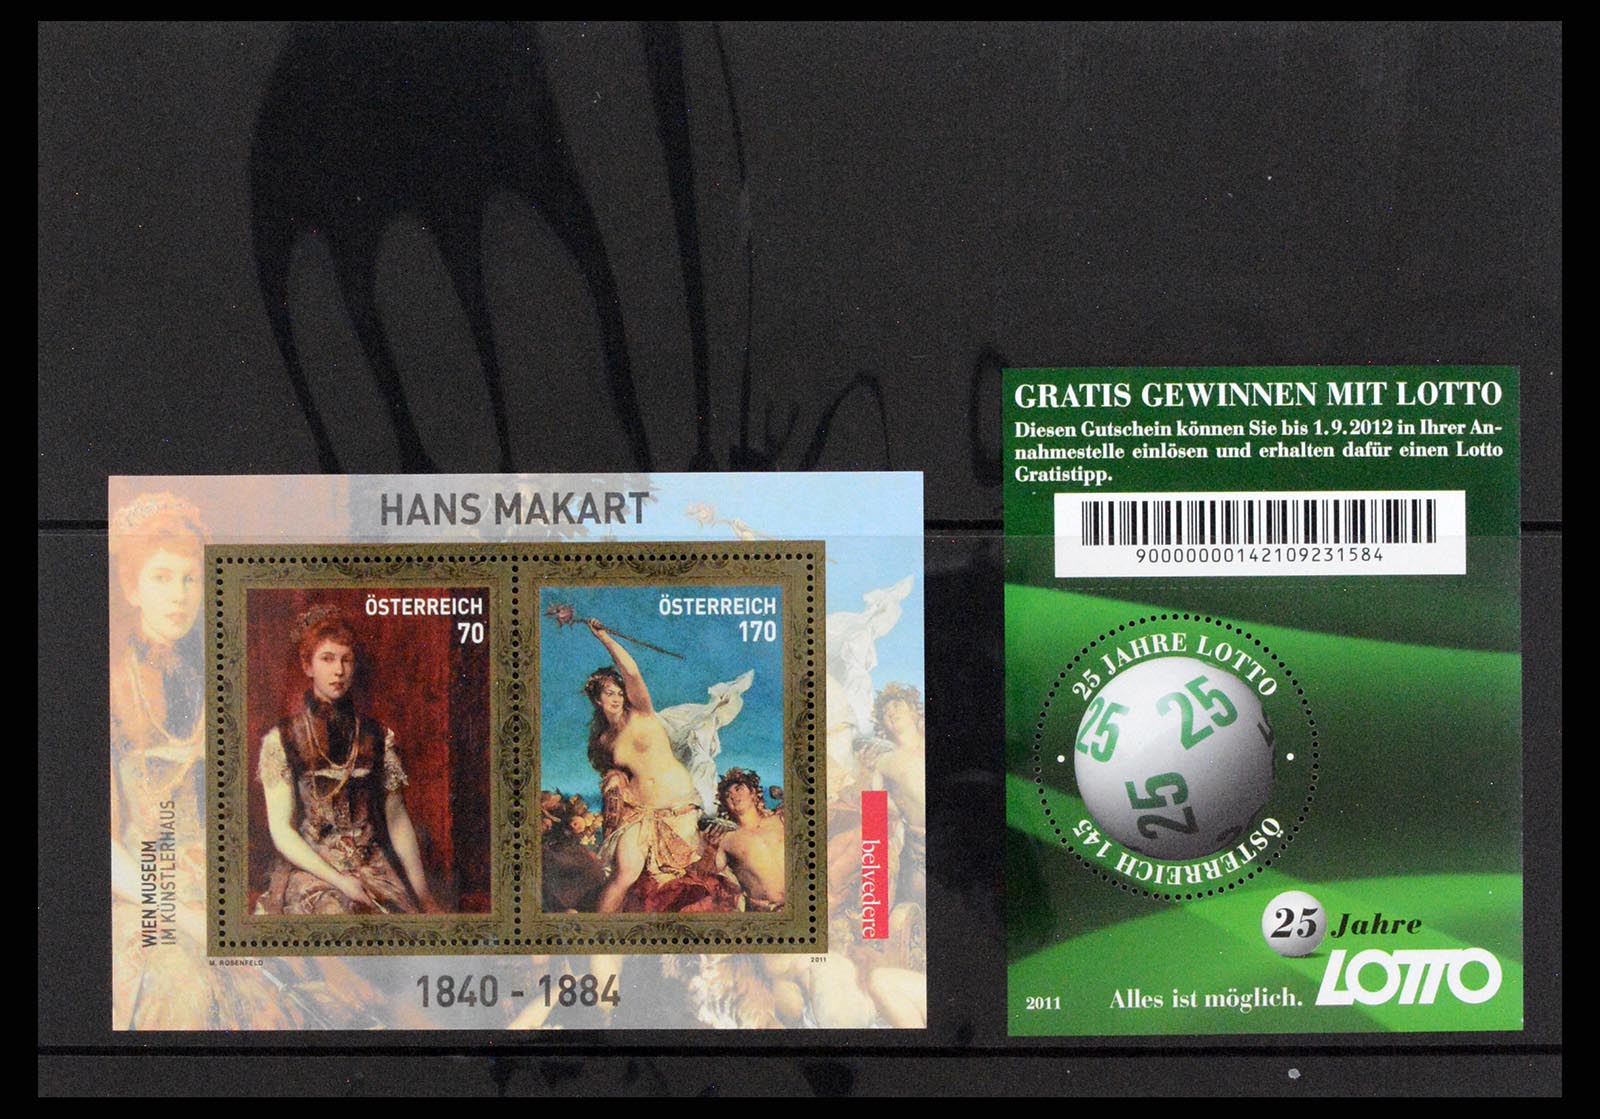 HANS MAKART
ÖSTERREICH
70
ÖSTERREICH
170
WIEN MUSEUM
IM KÜNSTLERHAUS
belvedere
M. ROSENFELD
2011
1840 - 1884
GRATIS GEWINNEN MIT LOTTO
Diesen Gutschein können Sie bis 1.9.2012 in Ihrer An-
nahmestelle einlösen und erhalten dafür einen Lotto
Gratistipp.
90000000142109231584
25 JAHRE LOTTO
25
25
25
ÖSTERREICH 145
25 Jahre
LOTTO
2011
Alles ist möglich.